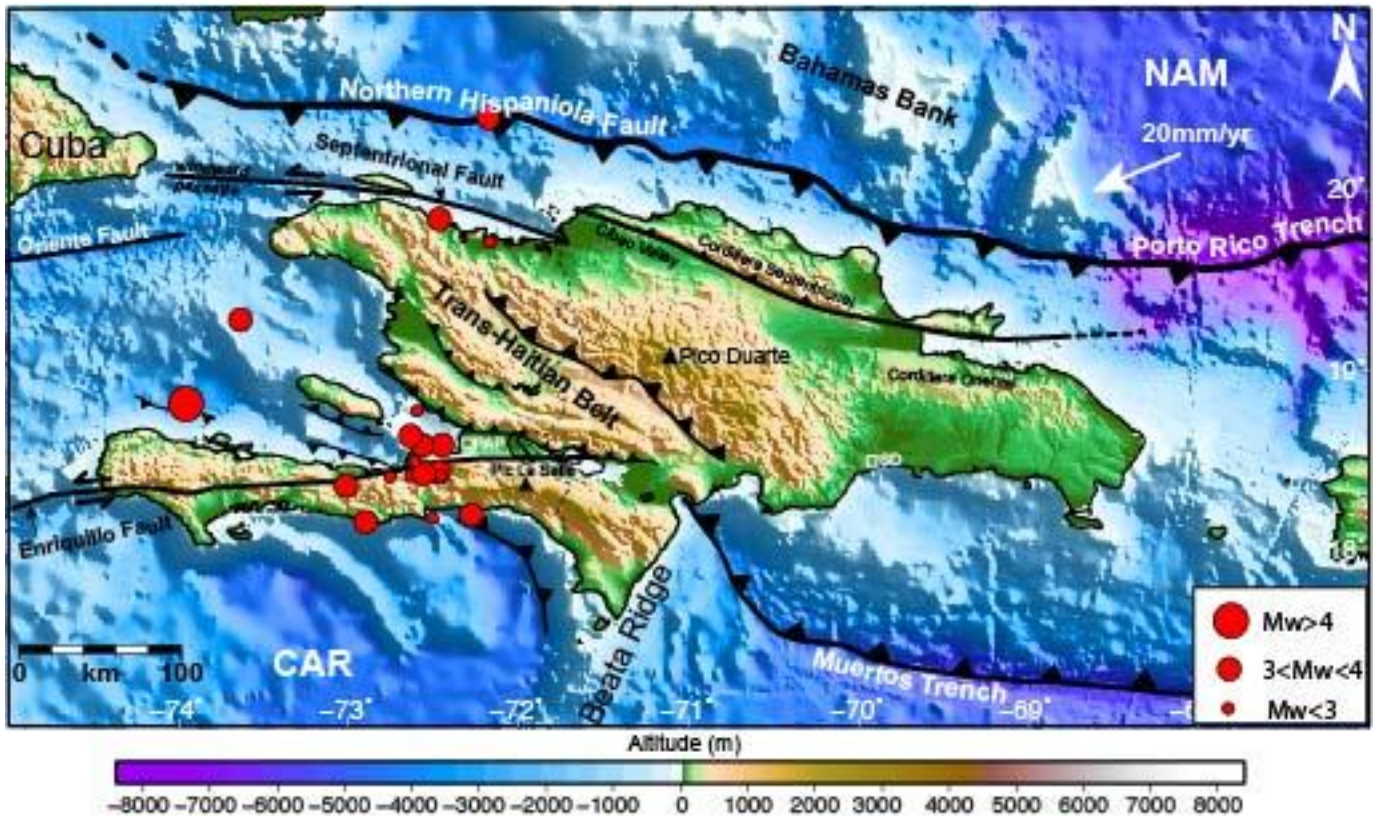 N
NAM
Bahamas Bank
Northern Hispaniola Fault
20mm/yr
Cuba
Septentrional Fault
windward
passage
20°
Oriente Fault
Porto Rico Trench
Cibao Valley
Cordillera Septentrional
Trans-Haitian Belt
Pico Duarte
Cordillera Oriental
Pic La Selle
Enriquillo Fault
18
Beata Ridge
Mw>4
0 km 100
CAR
3<Mw<4
Muertos Trench
Mw<3
−74° −73° −72° −71° −70° −69°
Altitude (m)
−8000 −7000 −6000 −5000 −4000 −3000 −2000 −1000 0 1000 2000 3000 4000 5000 6000 7000 8000